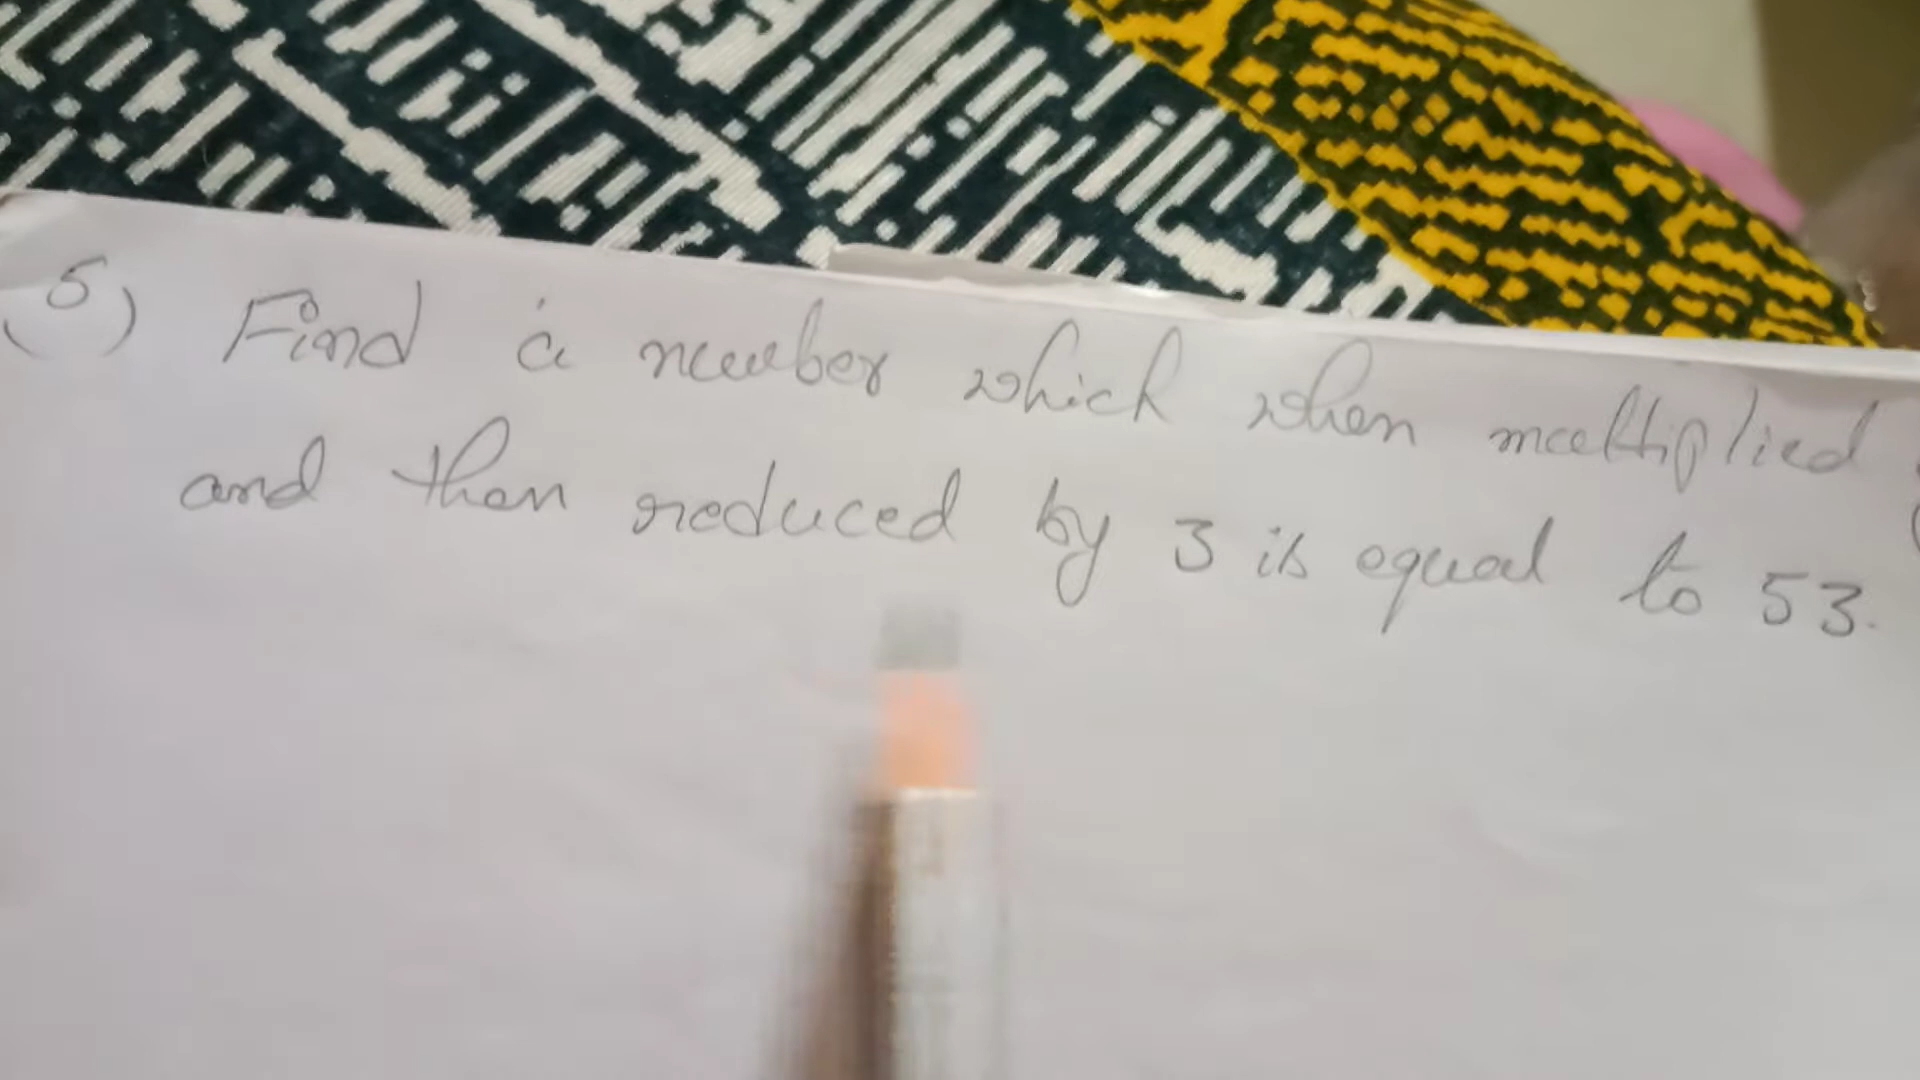 5) Find a number which when multiplied
and then reduced by 3 is equal to 53.